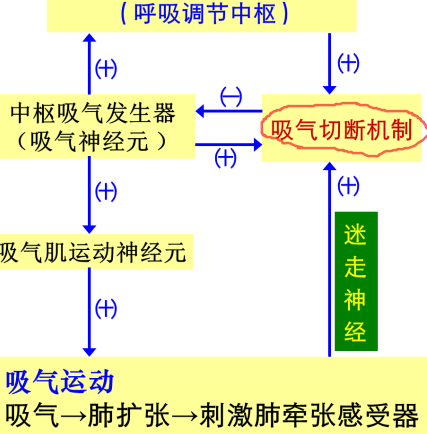 (呼吸调节中枢)
(+)
(+)
中枢吸气发生器
(吸气神经元)
(−)
(+)
吸气切断机制
(+)
(+)
迷走神经
吸气肌运动神经元
(+)
吸气运动
吸气→肺扩张→刺激肺牵张感受器